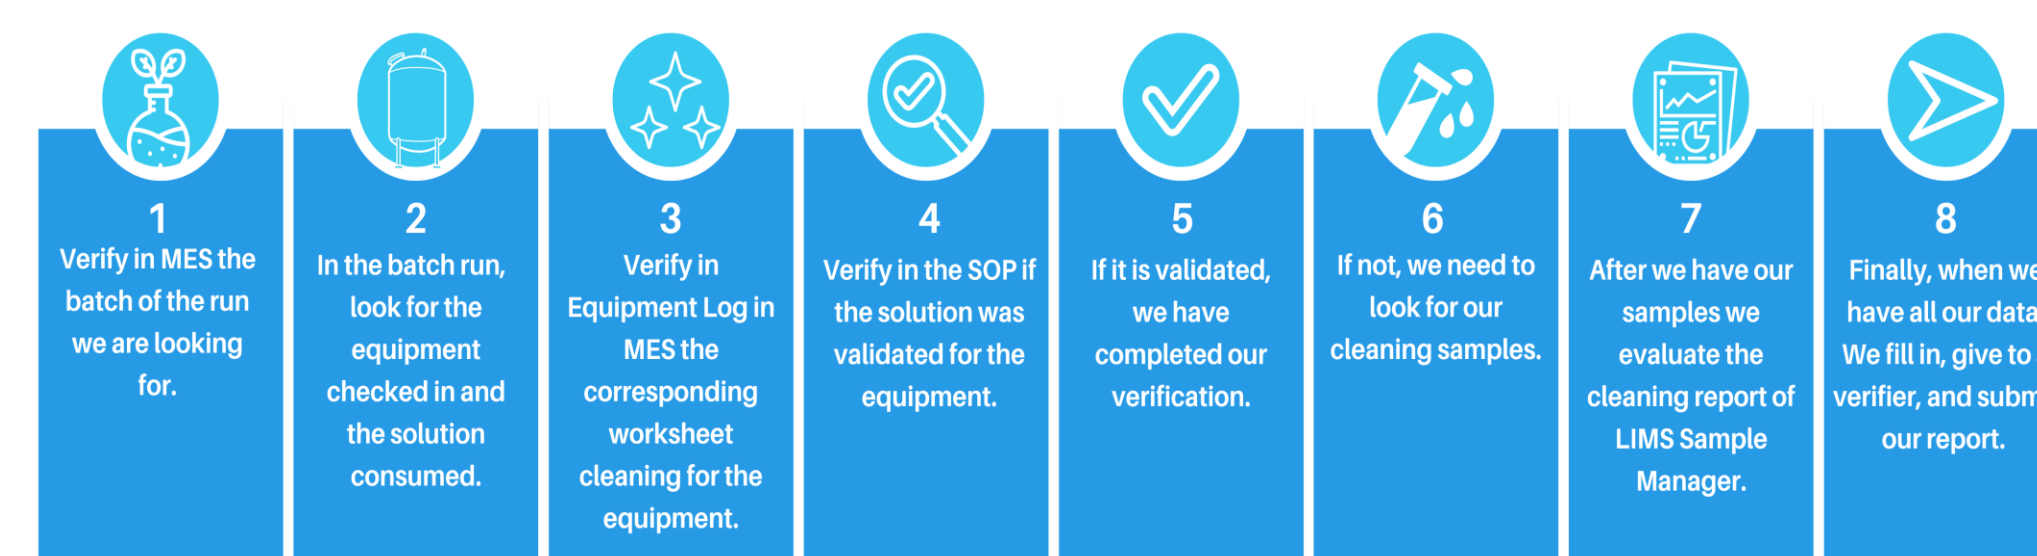 1
Verify in MES the
batch of the run
we are looking
for.
2
In the batch run,
look for the
equipment
checked in and
the solution
consumed.
3
Verify in
Equipment Log in
MES the
corresponding
worksheet
cleaning for the
equipment.
4
Verify in the SOP if
the solution was
validated for the
equipment.
5
If it is validated,
we have
completed our
verification.
6
If not, we need to
look for our
cleaning samples.
7
After we have our
samples we
evaluate the
cleaning report of
LIMS Sample
Manager.
8
Finally, when we
have all our data
We fill in, give to
verifier, and subm
our report.